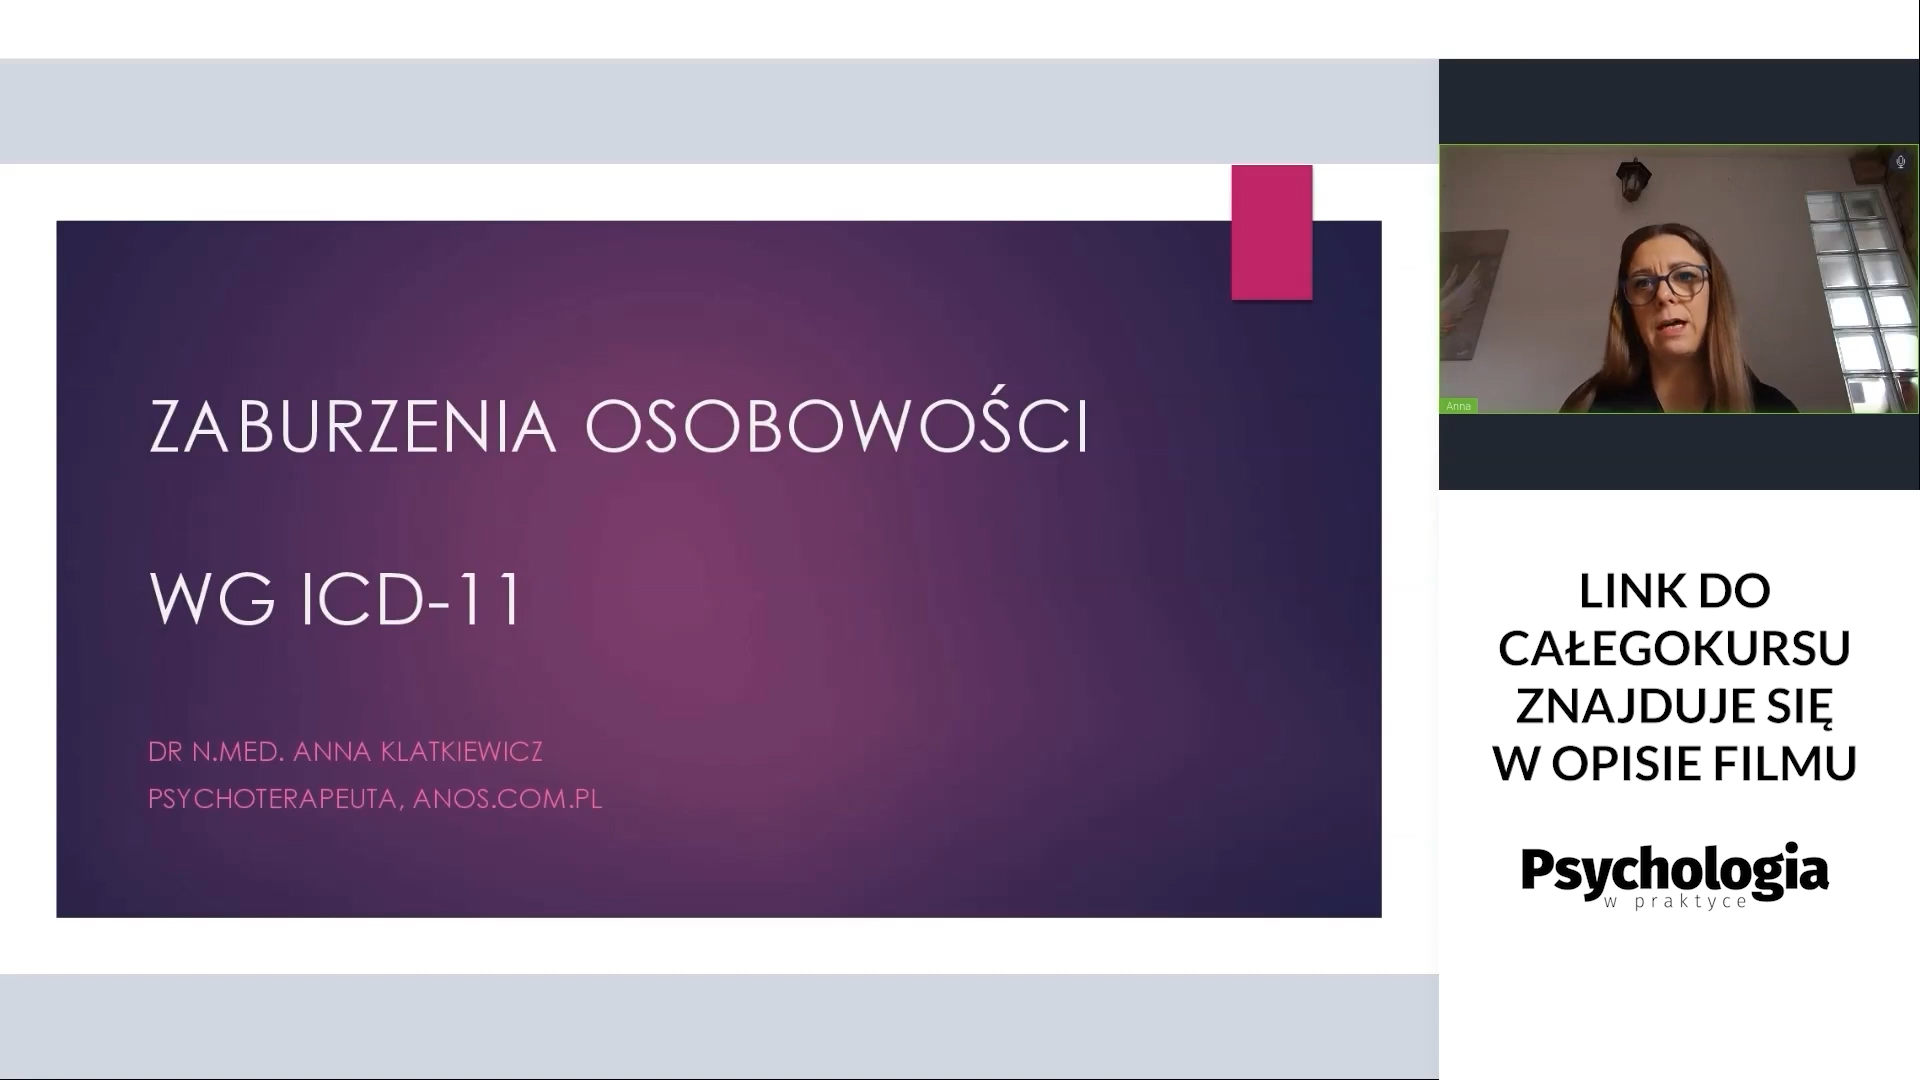 ZABURZENIA OSOBOWOŚCI
WG ICD-11
DR N.MED. ANNA KLATKIEWICZ
PSYCHOTERAPEUTA, ANOS.COM.PL
Anna
LINK DO
CAŁEGOKURSU
ZNAJDUJE SIĘ
W OPISIE FILMU
Psychologia
w praktyce